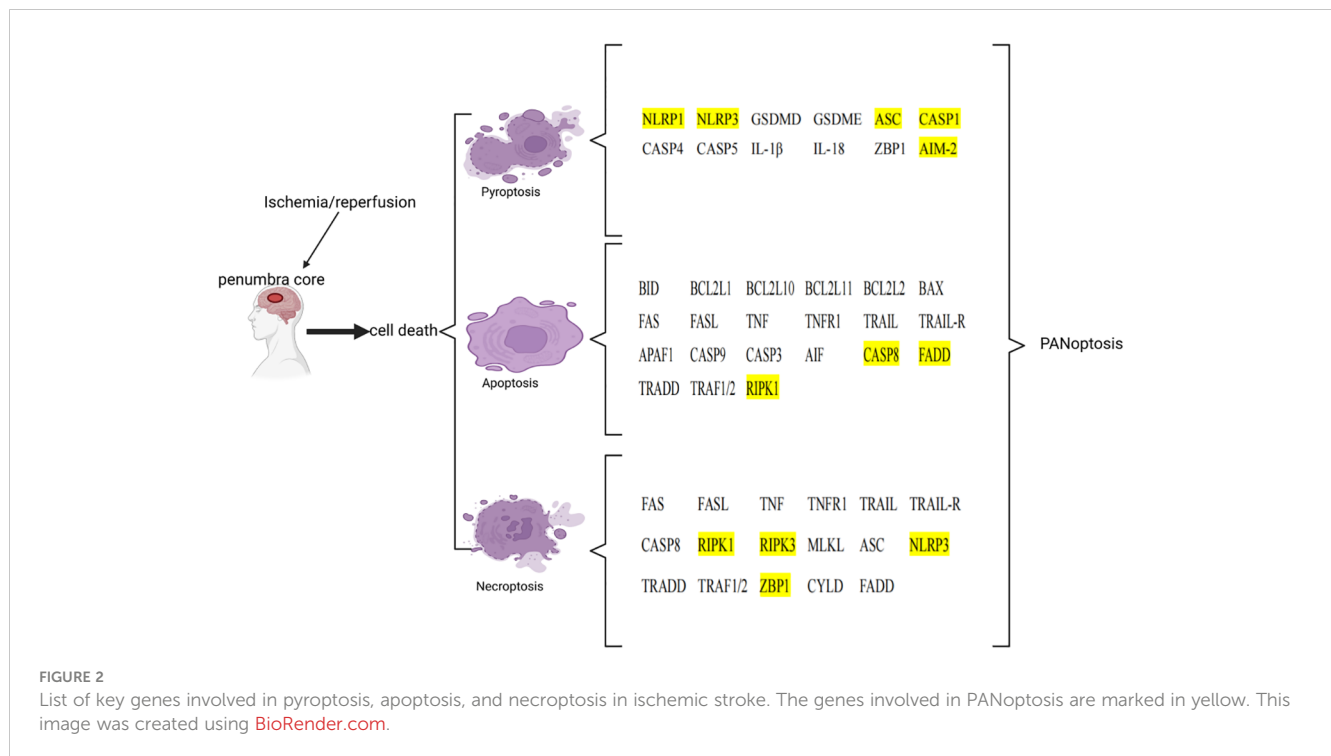 NLRP1 NLRP3 GSDMD GSDME ASC CASP1
CASP4 CASP5 IL-1β IL-18 ZBP1 AIM-2
Pyroptosis
Ischemia/reperfusion
penumbra core
cell death
BID BCL2L1 BCL2L10 BCL2L11 BCL2L2 BAX
FAS FASL TNF TNFR1 TRAIL TRAIL-R
APAF1 CASP9 CASP3 AIF CASP8 FADD
TRADD TRAF1/2 RIPK1
Apoptosis
PANoptosis
FAS FASL TNF TNFR1 TRAIL TRAIL-R
CASP8 RIPK1 RIPK3 MLKL ASC NLRP3
TRADD TRAF1/2 ZBP1 CYLD FADD
Necroptosis
FIGURE 2
List of key genes involved in pyroptosis, apoptosis, and necroptosis in ischemic stroke. The genes involved in PANoptosis are marked in yellow. This
image was created using BioRender.com.